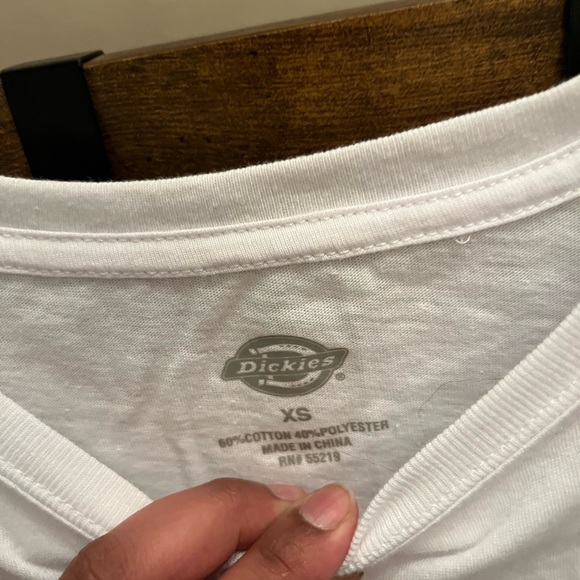 Dickies®
XS
60%COTTON 40%POLYESTER
MADE IN CHINA
RN# 55219